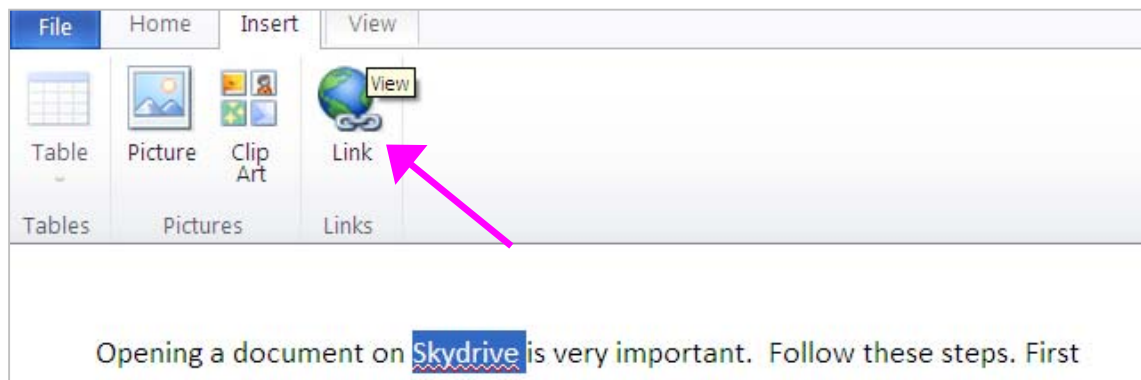 File Home Insert View
View
Table Picture Clip Art Link
Tables Pictures Links
Opening a document on Skydrive is very important. Follow these steps. First